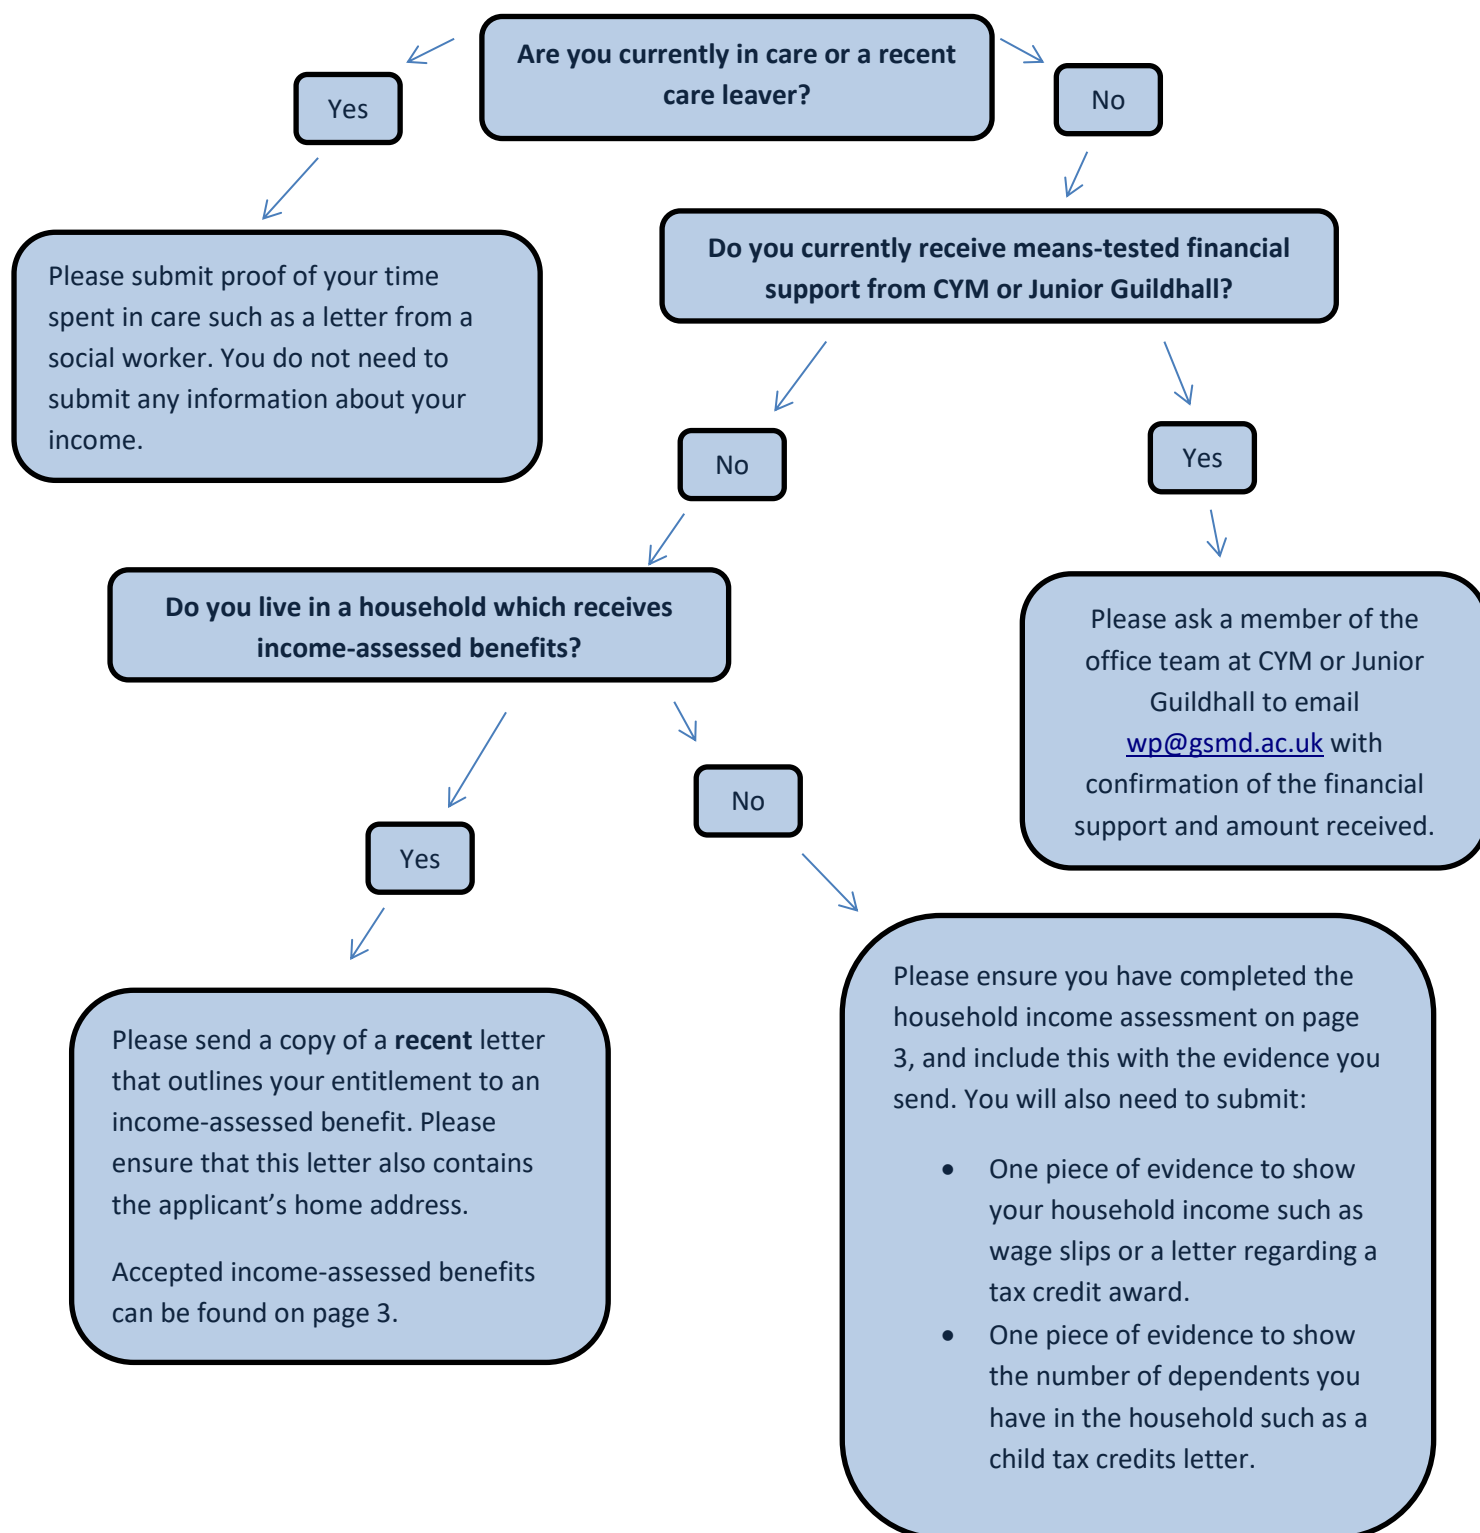 Are you currently in care or a recent
care leaver?
Yes
No
Please submit proof of your time
spent in care such as a letter from a
social worker. You do not need to
submit any information about your
income.
Do you currently receive means-tested financial
support from CYM or Junior Guildhall?
No
Yes
Do you live in a household which receives
income-assessed benefits?
Please ask a member of the
office team at CYM or Junior
Guildhall to email
wp@gsmd.ac.uk with
confirmation of the financial
support and amount received.
Yes
No
Please send a copy of a recent letter
that outlines your entitlement to an
income-assessed benefit. Please
ensure that this letter also contains
the applicant’s home address.
Accepted income-assessed benefits
can be found on page 3.
Please ensure you have completed the
household income assessment on page
3, and include this with the evidence you
send. You will also need to submit:
• One piece of evidence to show
your household income such as
wage slips or a letter regarding a
tax credit award.
• One piece of evidence to show
the number of dependents you
have in the household such as a
child tax credits letter.